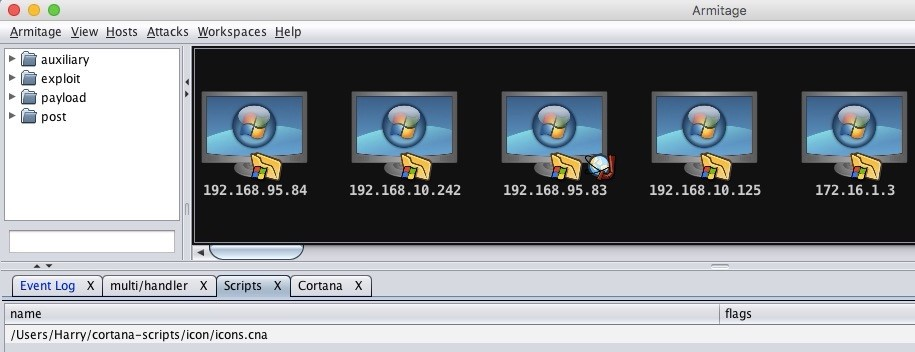 Armitage
Armitage View Hosts Attacks Workspaces Help
auxiliary
exploit
payload
post
192.168.95.84 192.168.10.242 192.168.95.83 192.168.10.125 172.16.1.3
Event Log X multi/handler X Scripts X Cortana X
name flags
/Users/Harry/cortana-scripts/icon/icons.cna